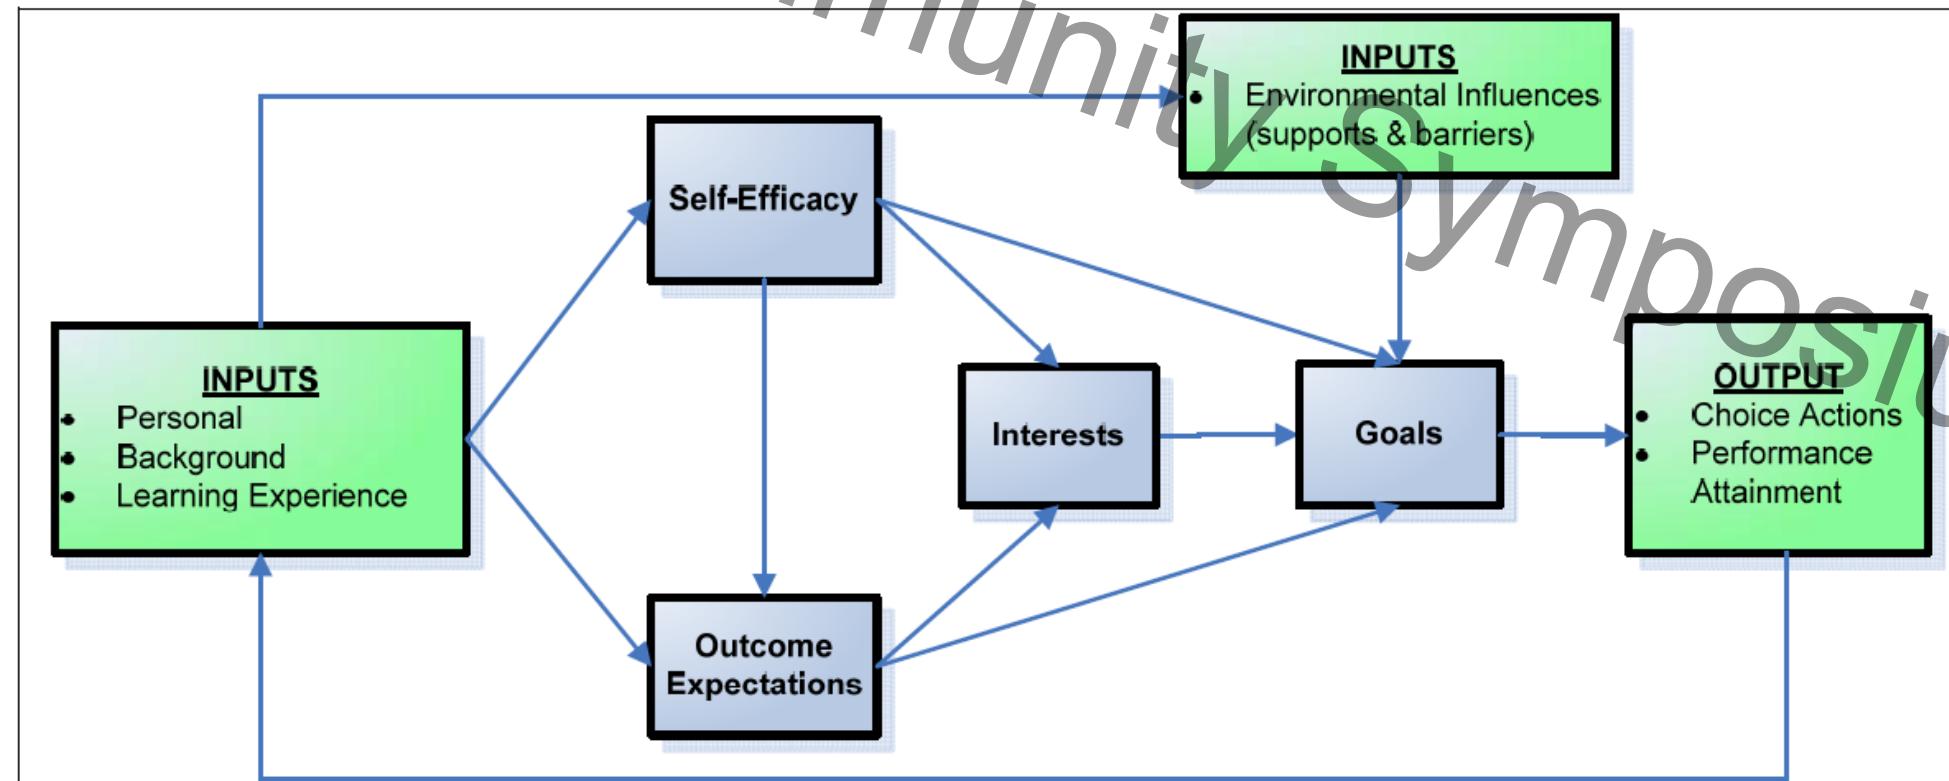 INPUTS
• Environmental Influences
(supports & barriers)
Self-Efficacy
INPUTS
• Personal
• Background
• Learning Experience
Interests
Goals
OUTPUT
• Choice Actions
• Performance
Attainment
Outcome
Expectations
Symposiu